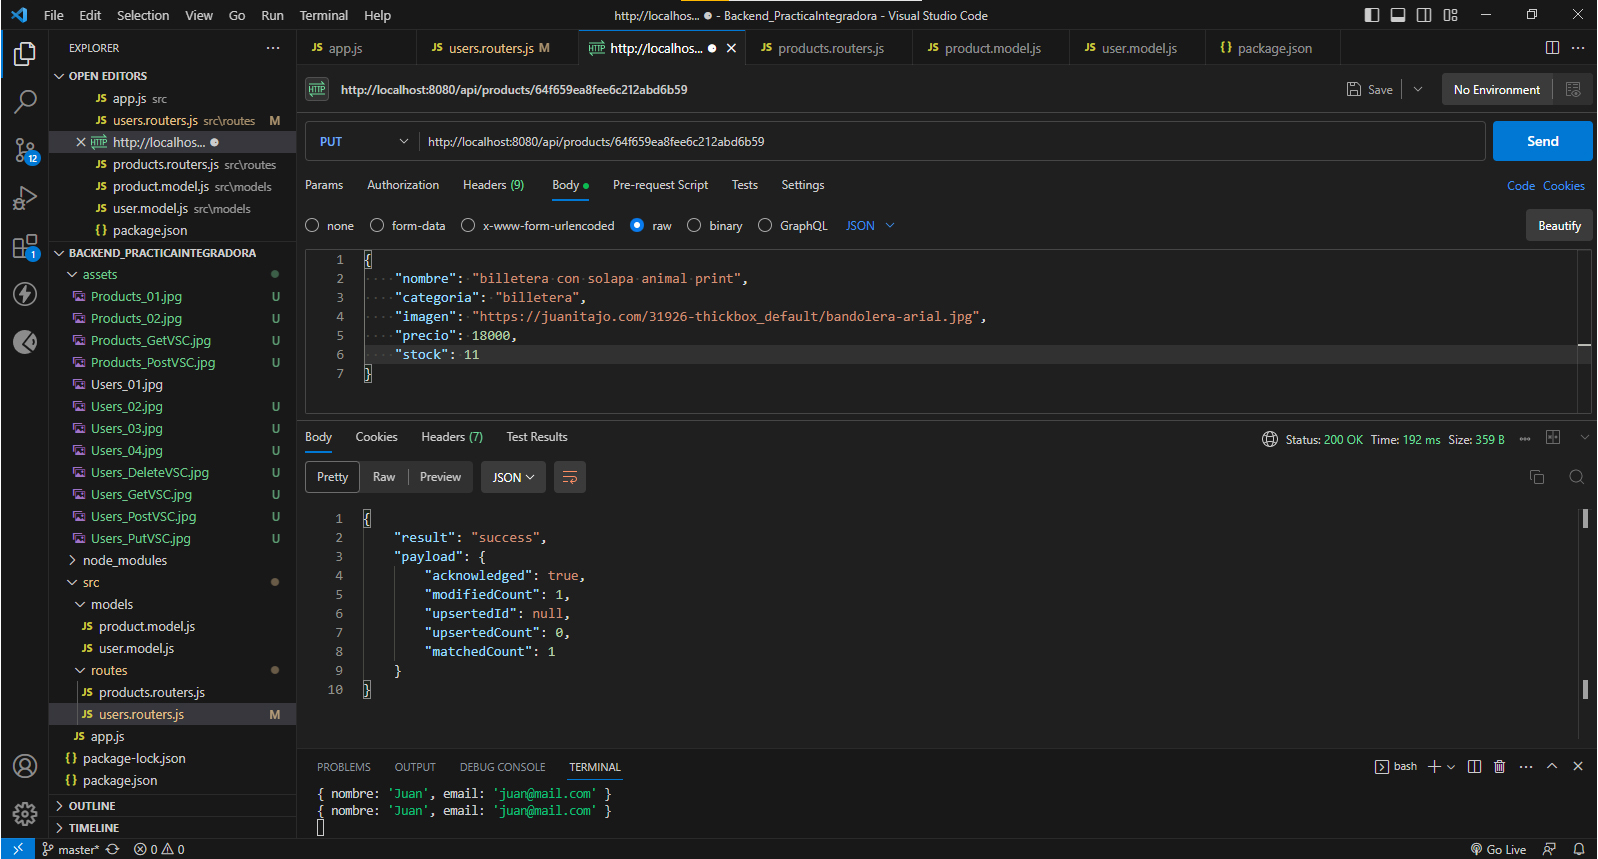 File Edit Selection View Go Run Terminal Help
http://localhos... ● - Backend_PracticaIntegradora - Visual Studio Code
EXPLORER ...
OPEN EDITORS
JS app.js src
JS users.routers.js src\routes M
HTTP http://localhos... ●
JS products.routers.js src\routes
JS product.model.js src\models
JS user.model.js src\models
{} package.json
BACKEND_PRACTICAINTEGRADORA
assets
Products_01.jpg U
Products_02.jpg U
Products_GetVSC.jpg U
Products_PostVSC.jpg U
Users_01.jpg
Users_02.jpg U
Users_03.jpg U
Users_04.jpg U
Users_DeleteVSC.jpg U
Users_GetVSC.jpg U
Users_PostVSC.jpg U
Users_PutVSC.jpg U
node_modules
src
models
JS product.model.js
JS user.model.js
routes
JS products.routers.js
JS users.routers.js M
JS app.js
{} package-lock.json
{} package.json
OUTLINE
TIMELINE
12
1
JS app.js
JS users.routers.js M
HTTP http://localhos... ●
JS products.routers.js
JS product.model.js
JS user.model.js
{} package.json
HTTP http://localhost:8080/api/products/64f659ea8fee6c212abd6b59
Save
No Environment
PUT http://localhost:8080/api/products/64f659ea8fee6c212abd6b59
Send
Params Authorization Headers (9) Body Pre-request Script Tests Settings
Code Cookies
none form-data x-www-form-urlencoded raw binary GraphQL JSON
Beautify
1 {
2 "nombre": "billetera con solapa animal print",
3 "categoria": "billetera",
4 "imagen": "https://juanitajo.com/31926-thickbox_default/bandolera-arial.jpg",
5 "precio": 18000,
6 "stock": 11
7 }
Body Cookies Headers (7) Test Results
Status: 200 OK Time: 192 ms Size: 359 B
Pretty Raw Preview JSON
1 {
2 "result": "success",
3 "payload": {
4 "acknowledged": true,
5 "modifiedCount": 1,
6 "upsertedId": null,
7 "upsertedCount": 0,
8 "matchedCount": 1
9 }
10 }
PROBLEMS OUTPUT DEBUG CONSOLE TERMINAL
bash
{ nombre: 'Juan', email: 'juan@mail.com' }
{ nombre: 'Juan', email: 'juan@mail.com' }
master* 0 0
Go Live